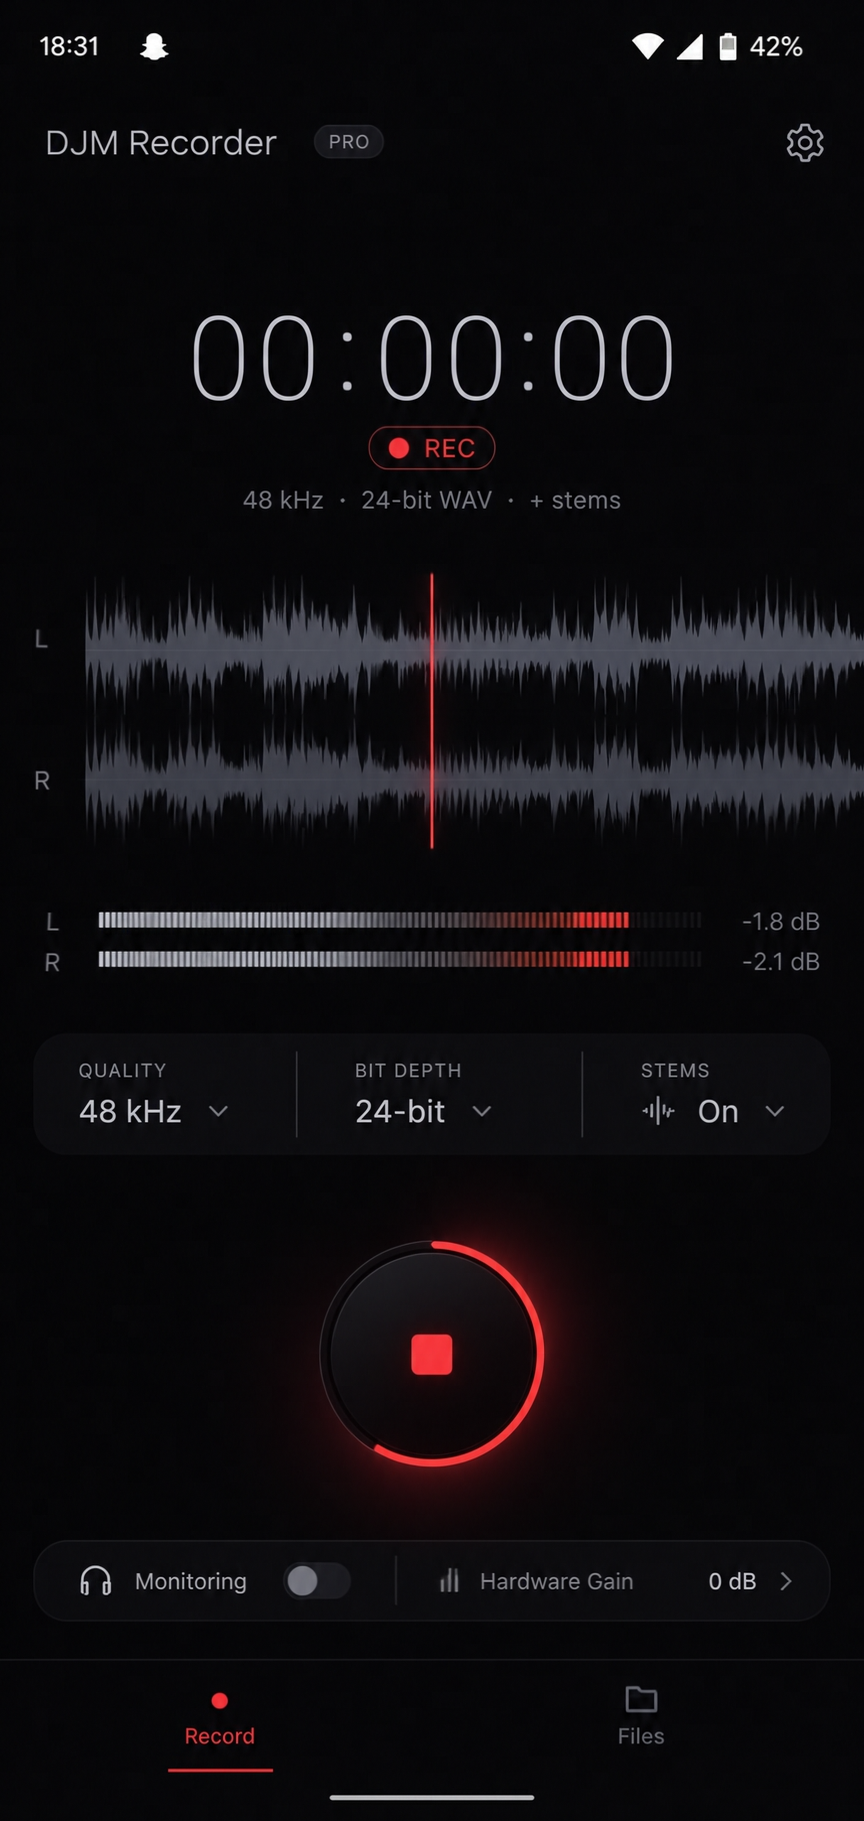 18:31 42%
DJM Recorder PRO
00:00:00
REC
48 kHz · 24-bit WAV · + stems
L
R
L -1.8 dB
R -2.1 dB
QUALITY BIT DEPTH STEMS
48 kHz 24-bit On
Monitoring Hardware Gain 0 dB
Record Files